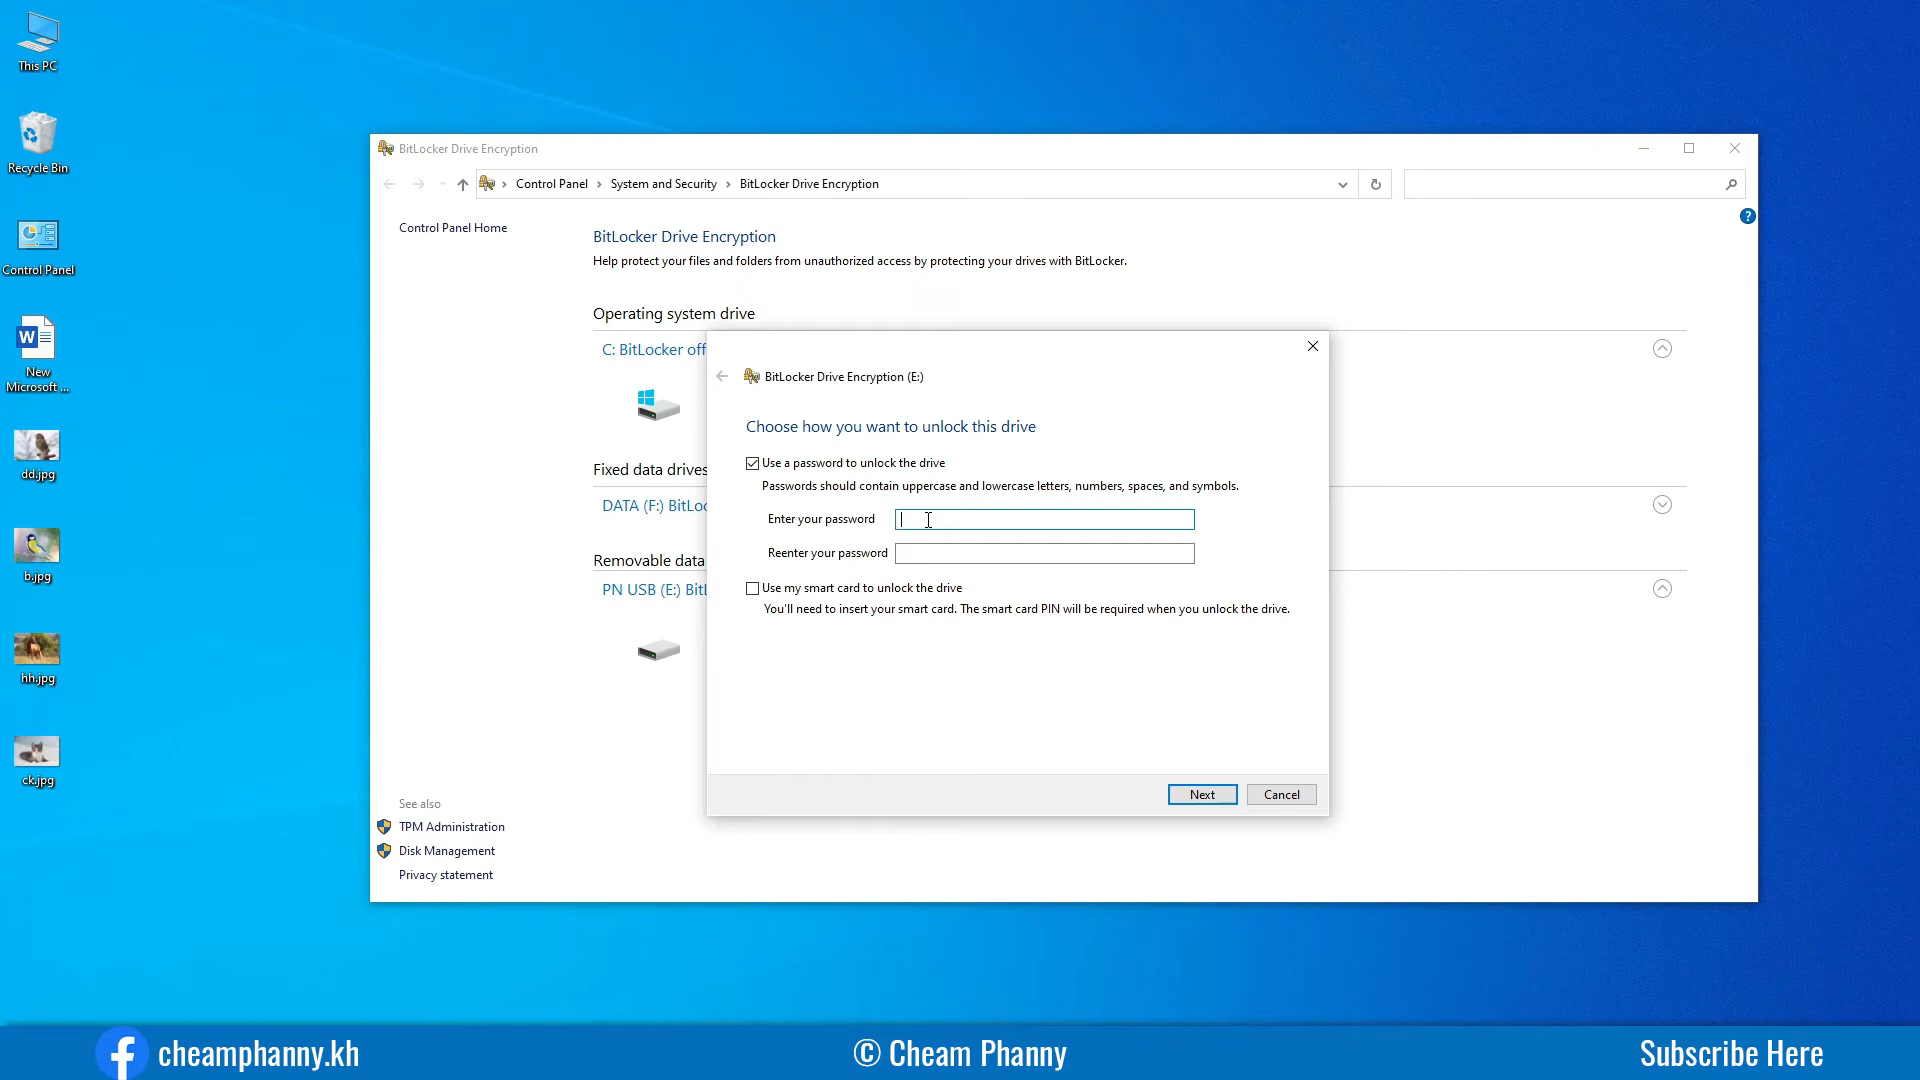 This PC
Recycle Bin
Control Panel
New
Microsoft ...
dd.jpg
b.jpg
hh.jpg
ck.jpg
BitLocker Drive Encryption
Control Panel
System and Security
BitLocker Drive Encryption
?
Control Panel Home
BitLocker Drive Encryption
Help protect your files and folders from unauthorized access by protecting your drives with BitLocker.
Operating system drive
C: BitLocker off
Fixed data drives
DATA (F:) BitLoc
Removable data
PN USB (E:) BitL
BitLocker Drive Encryption (E:)
Choose how you want to unlock this drive
Use a password to unlock the drive
Passwords should contain uppercase and lowercase letters, numbers, spaces, and symbols.
Enter your password
Reenter your password
Use my smart card to unlock the drive
You'll need to insert your smart card. The smart card PIN will be required when you unlock the drive.
Next
Cancel
See also
TPM Administration
Disk Management
Privacy statement
cheamphanny.kh
© Cheam Phanny
Subscribe Here